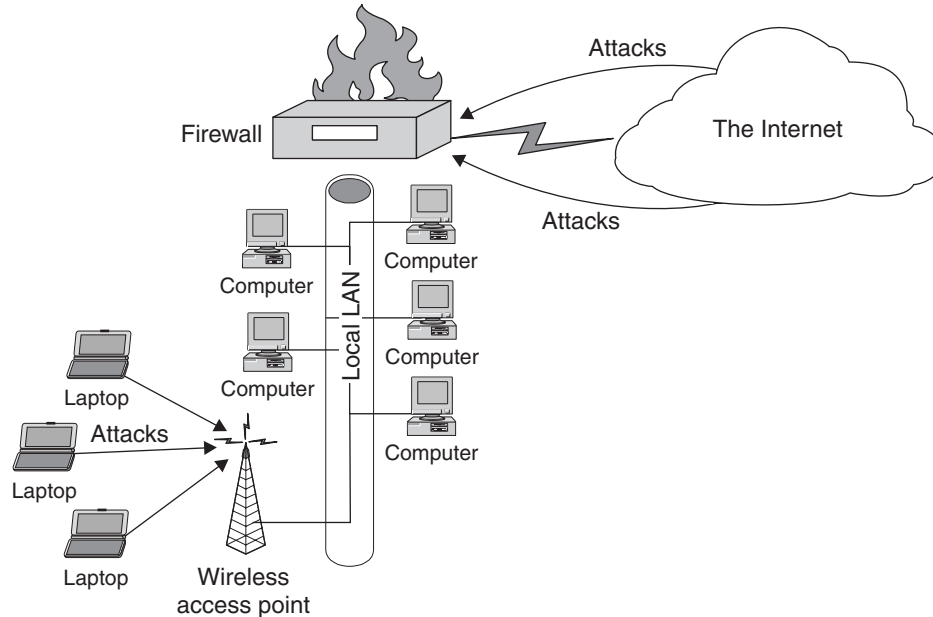 Attacks
Firewall
The Internet
Attacks
Computer
Computer
Local LAN
Computer
Computer
Laptop
Attacks
Computer
Laptop
Laptop
Wireless
access point